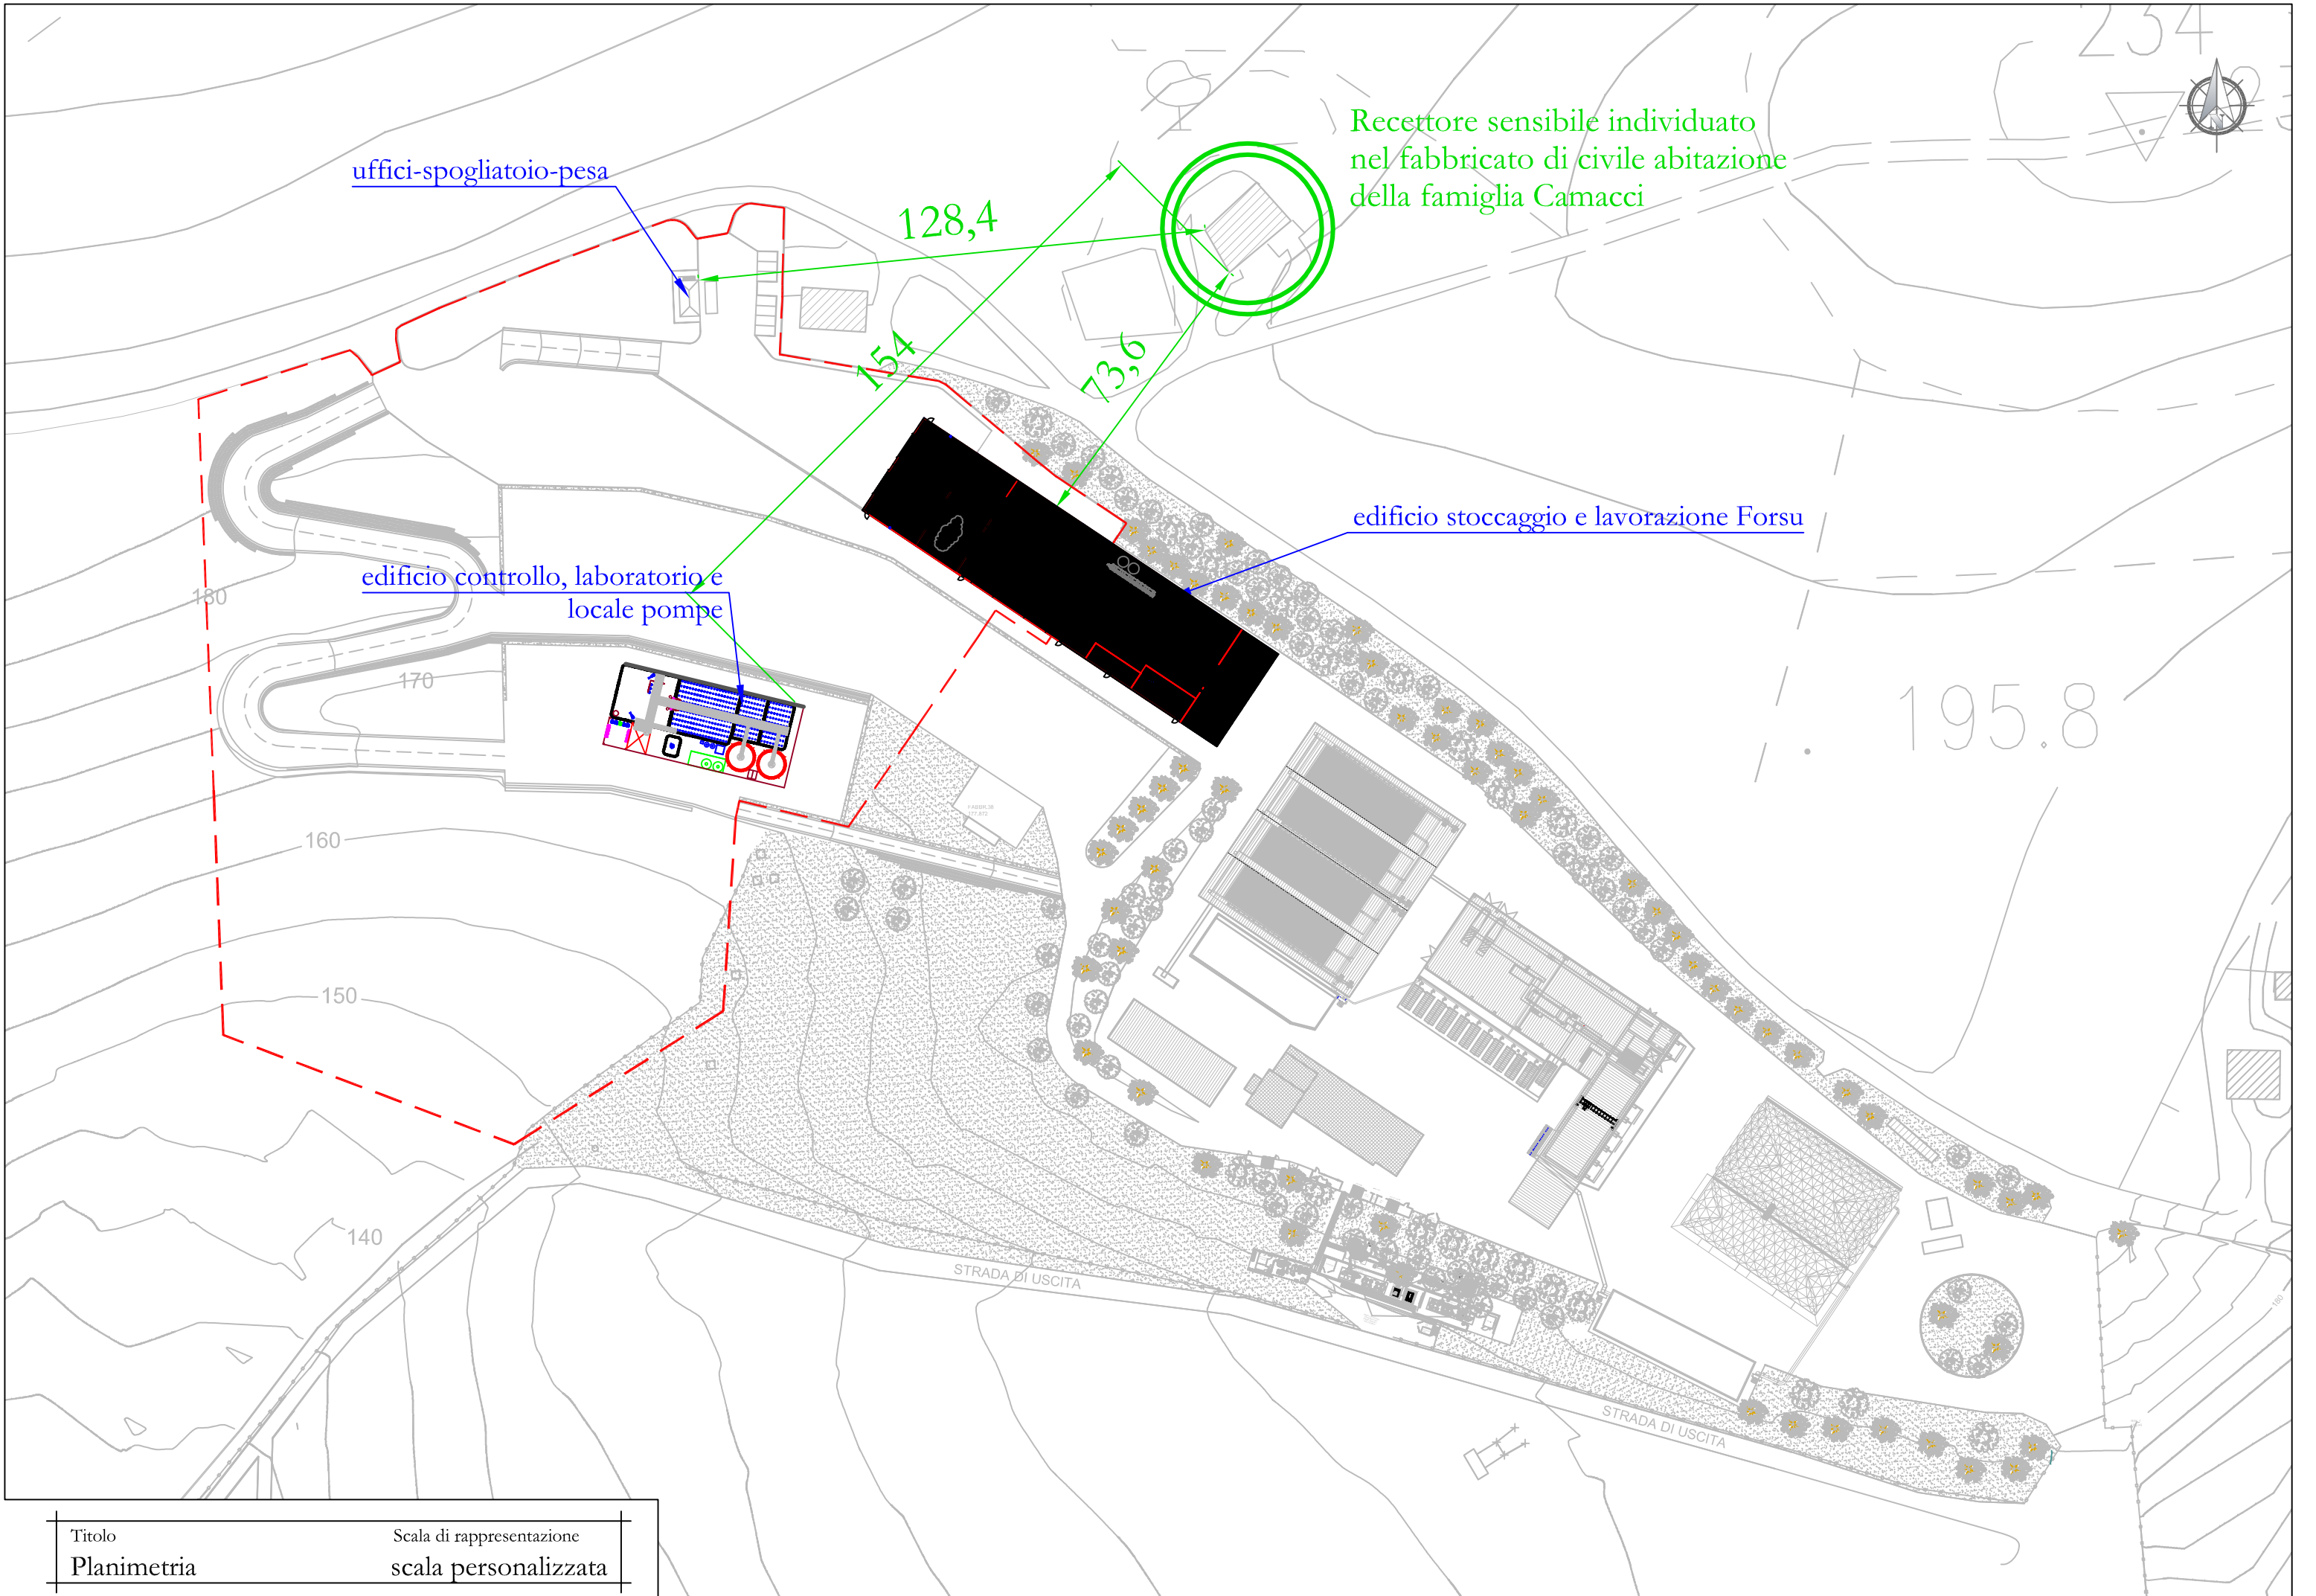 234
N
Recettore sensibile individuato
nel fabbricato di civile abitazione
della famiglia Camacci
uffici-spogliatoio-pesa
128,4
154
73,6
edificio stoccaggio e lavorazione Forsu
edificio controllo, laboratorio e
locale pompe
180
170
195.8
160
150
140
STRADA DI USCITA
STRADA DI USCITA
180
Titolo
Planimetria
Scala di rappresentazione
scala personalizzata